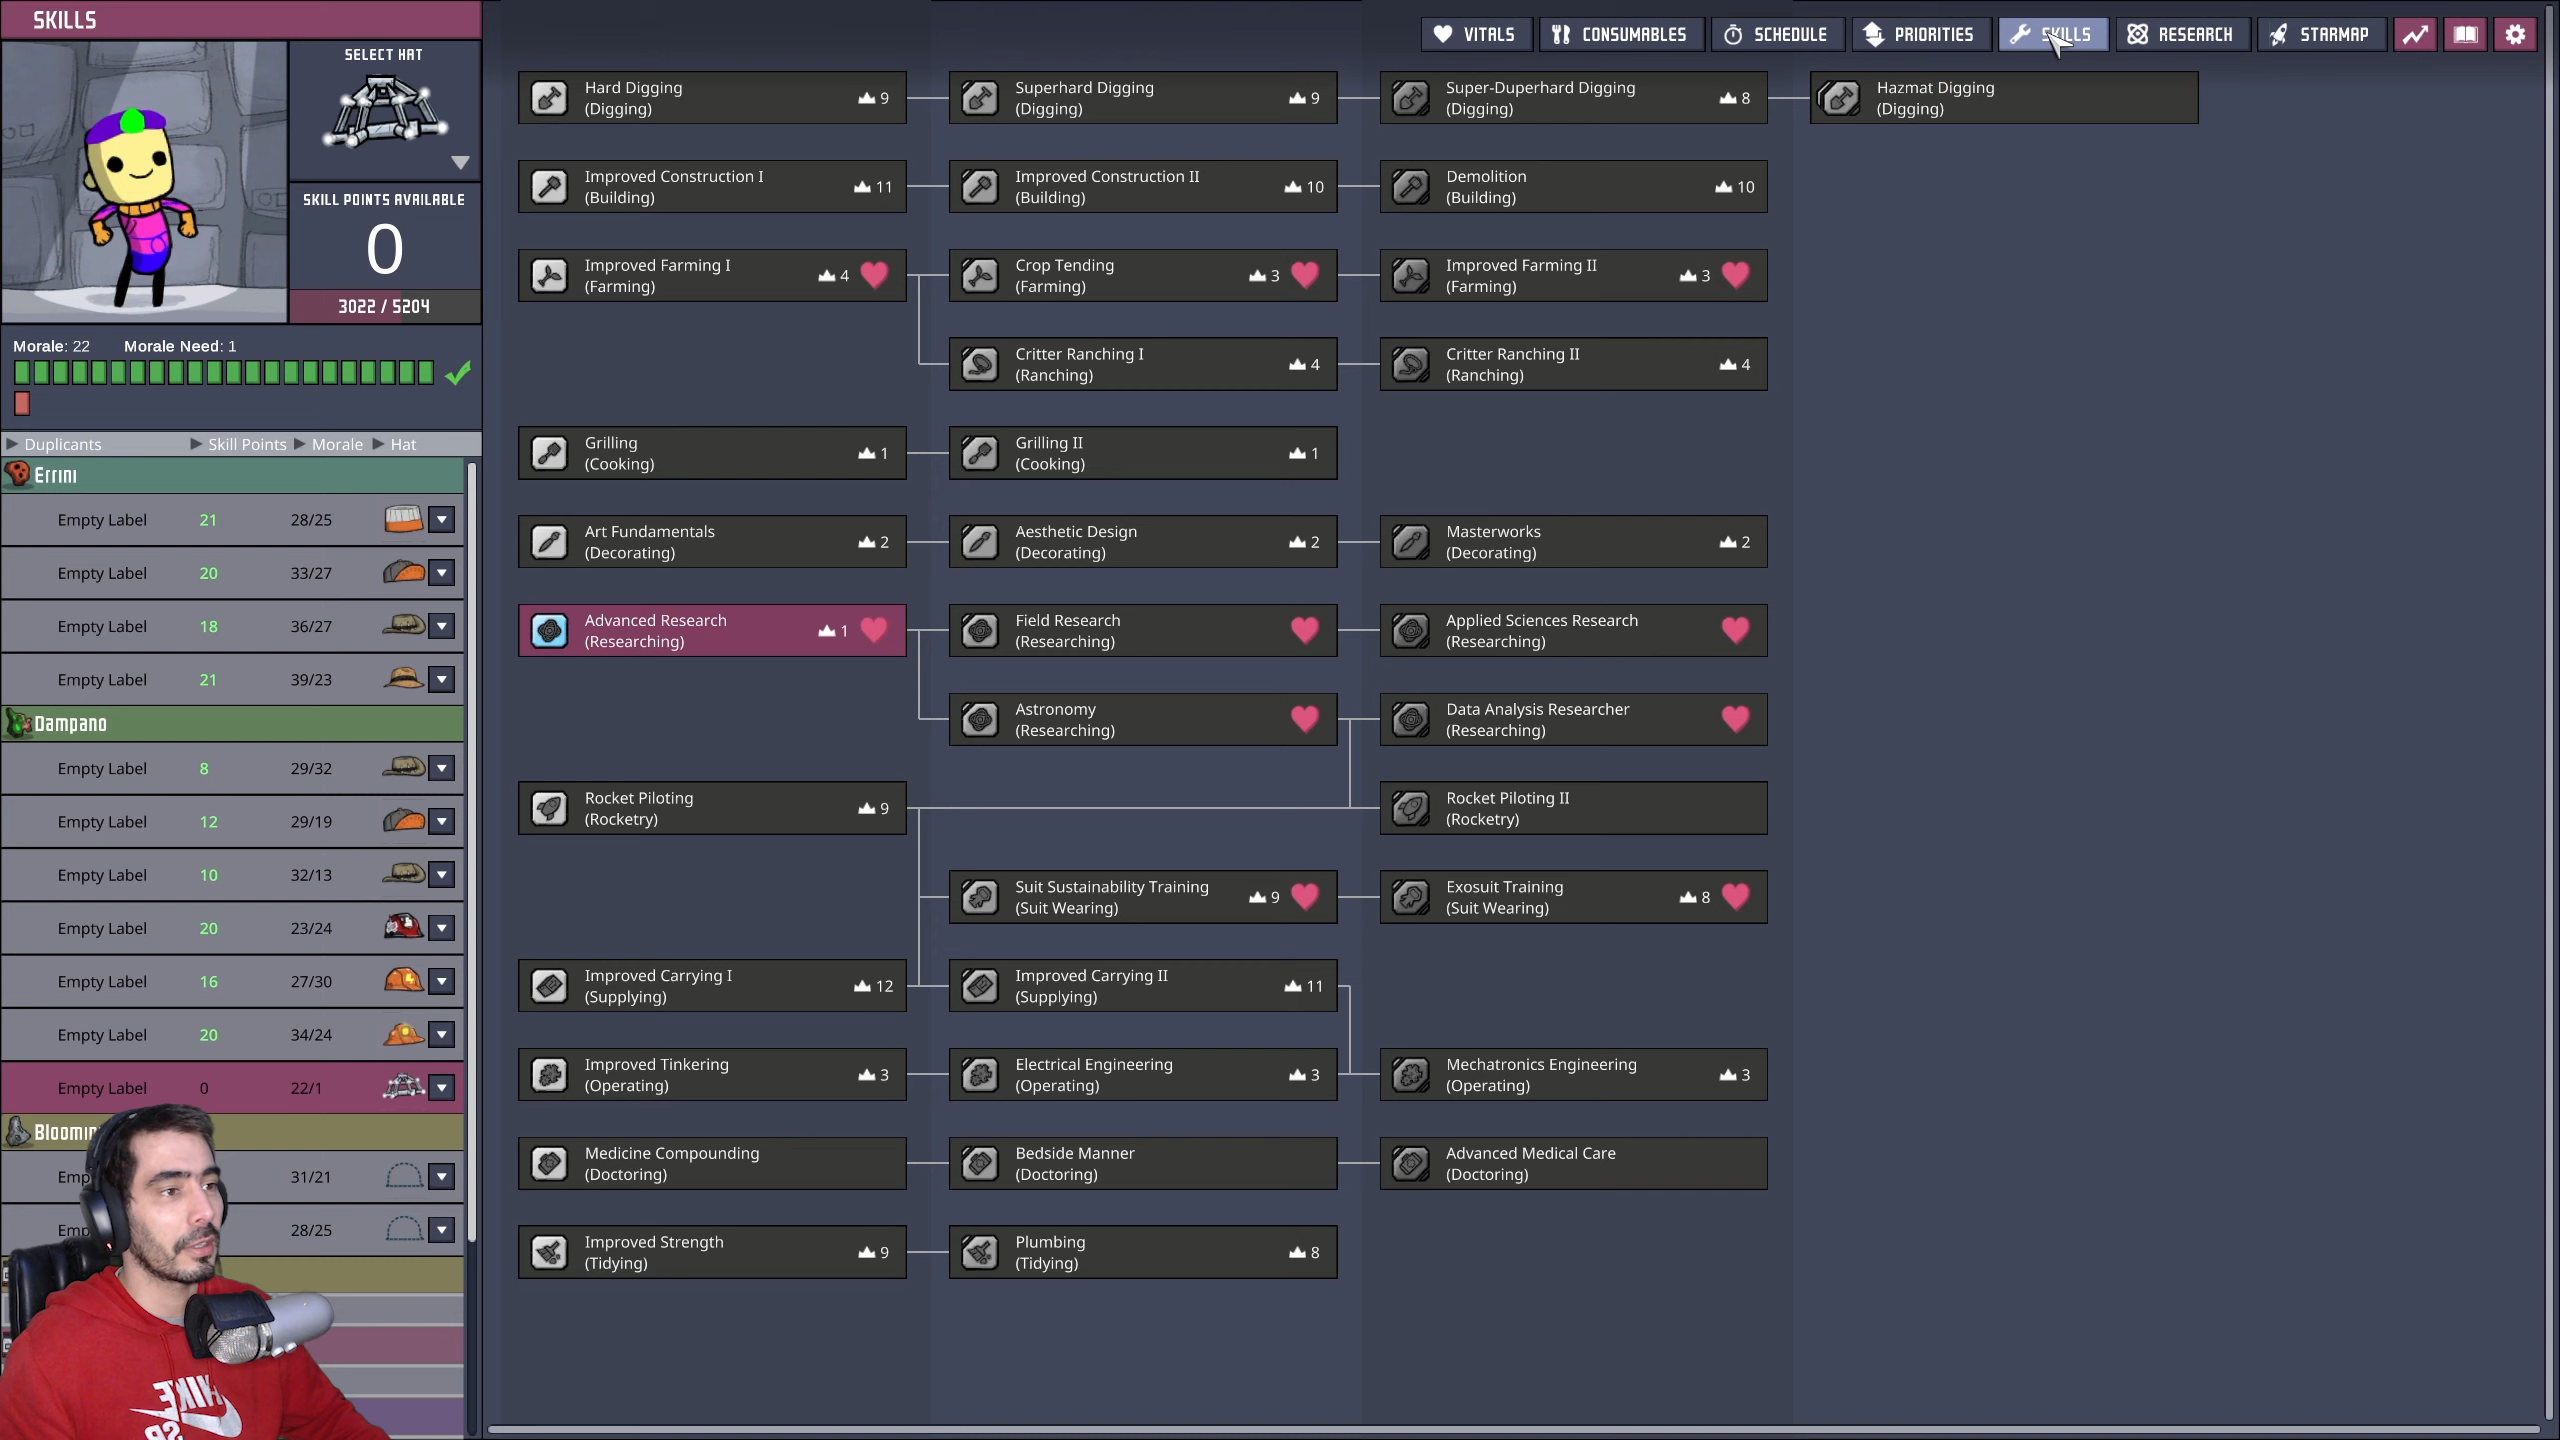 SKILLS
SELECT HAT
SKILL POINTS AVAILABLE
0
3022 / 5204
Morale: 22 Morale Need: 1
Duplicants Skill Points Morale Hat
Errini
Empty Label 21 28/25
Empty Label 20 33/27
Empty Label 18 36/27
Empty Label 21 39/23
Dampano
Empty Label 8 29/32
Empty Label 12 29/19
Empty Label 10 32/13
Empty Label 20 23/24
Empty Label 16 27/30
Empty Label 20 34/24
Empty Label 0 22/1
31/21
28/25
VITALS CONSUMABLES SCHEDULE PRIORITIES SKILLS RESEARCH STARMAP
Hard Digging 9
(Digging)
Superhard Digging 9
(Digging)
Super-Duperhard Digging 8
(Digging)
Hazmat Digging
(Digging)
Improved Construction I 11
(Building)
Improved Construction II 10
(Building)
Demolition 10
(Building)
Improved Farming I 4
(Farming)
Crop Tending 3
(Farming)
Improved Farming II 3
(Farming)
Critter Ranching I 4
(Ranching)
Critter Ranching II 4
(Ranching)
Grilling 1
(Cooking)
Grilling II 1
(Cooking)
Art Fundamentals 2
(Decorating)
Aesthetic Design 2
(Decorating)
Masterworks 2
(Decorating)
Advanced Research 1
(Researching)
Field Research
(Researching)
Applied Sciences Research
(Researching)
Astronomy
(Researching)
Data Analysis Researcher
(Researching)
Rocket Piloting 9
(Rocketry)
Rocket Piloting II
(Rocketry)
Suit Sustainability Training 9
(Suit Wearing)
Exosuit Training 8
(Suit Wearing)
Improved Carrying I 12
(Supplying)
Improved Carrying II 11
(Supplying)
Improved Tinkering 3
(Operating)
Electrical Engineering 3
(Operating)
Mechatronics Engineering 3
(Operating)
Medicine Compounding
(Doctoring)
Bedside Manner
(Doctoring)
Advanced Medical Care
(Doctoring)
Improved Strength 9
(Tidying)
Plumbing 8
(Tidying)